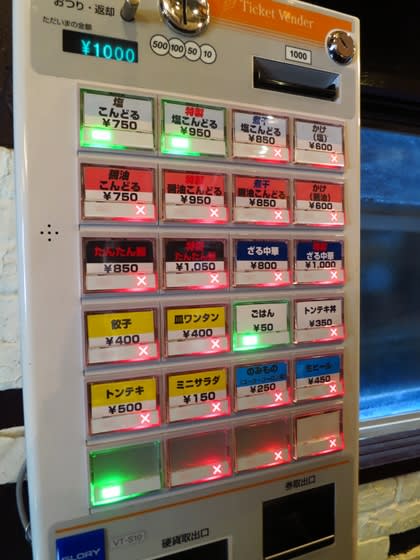 おつり・返却
ただいまの金額
¥1000
500 100 50 10
Ticket Vender
1000
塩
こんどる
¥750
特製
塩こんどる
¥950
煮干
塩こんどる
¥850
かけ
(塩)
¥600
醤油
こんどる
¥750
特製
醤油こんどる
¥950
煮干
醤油こんどる
¥850
かけ
(醤油)
¥600
たんたん麺
¥850
特製
たんたん麺
¥1,050
ざる中華
¥800
特製
ざる中華
¥1,000
餃子
¥400
皿ワンタン
¥400
ごはん
¥50
トンテキ丼
¥350
トンテキ
¥500
ミニサラダ
¥150
のみもの
¥250
生ビール
¥450
GLORY
VT-S10
硬貨取出口
券取出口